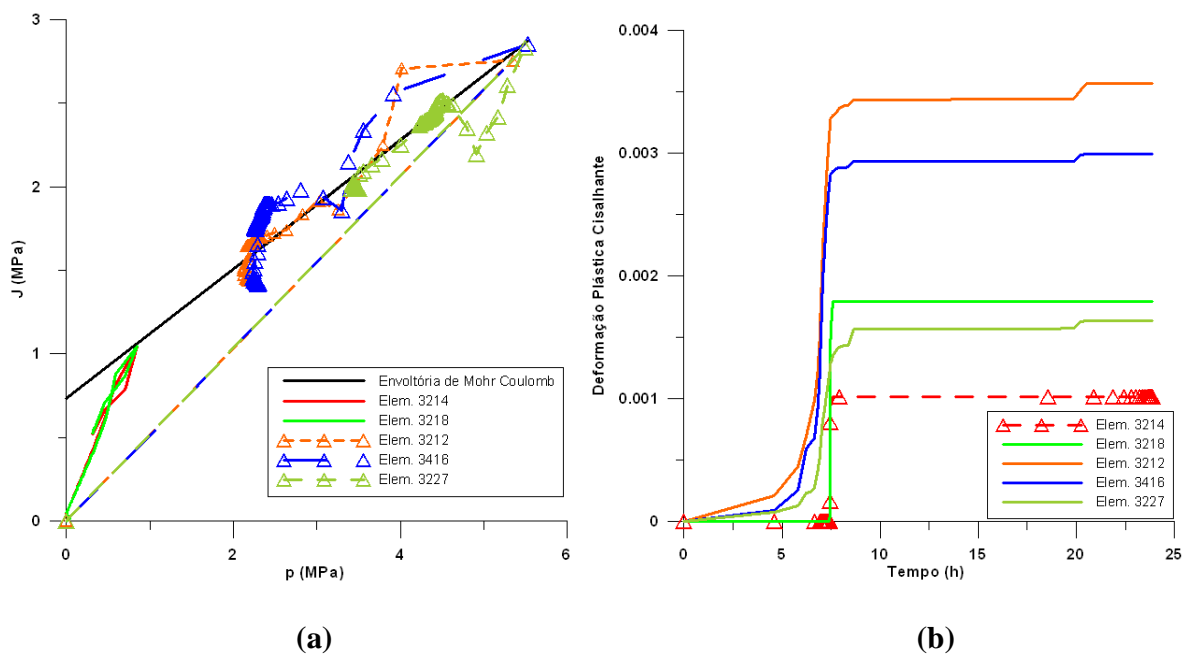 3
2
1
0
J (MPa)
0
2
4
6
p (MPa)
Envoltória de Mohr Coulomb
Elem. 3214
Elem. 3218
Elem. 3212
Elem. 3416
Elem. 3227
(a)
0.004
0.003
0.002
0.001
0
Deformação Plástica Cisalhante
0
5
10
15
20
25
Tempo (h)
Elem. 3214
Elem. 3218
Elem. 3212
Elem. 3416
Elem. 3227
(b)